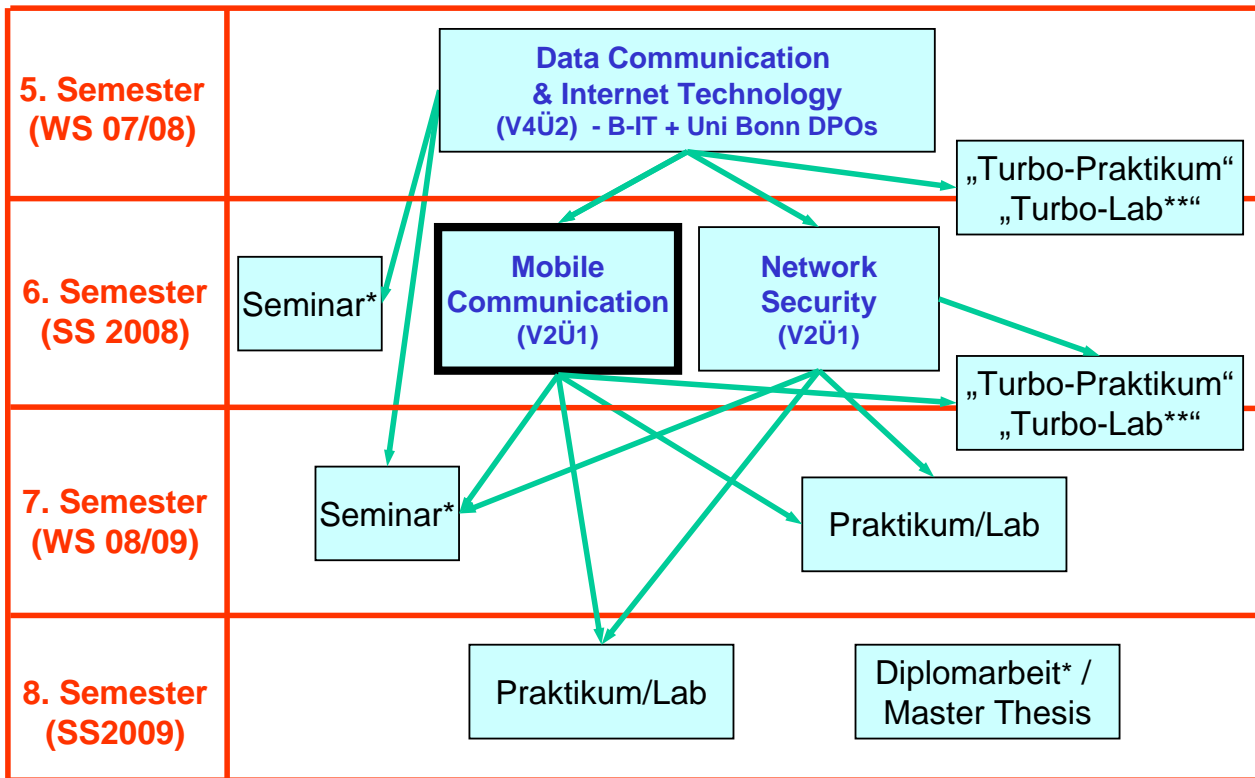 5. Semester
(WS 07/08)
Data Communication
& Internet Technology
(V4Ü2) - B-IT + Uni Bonn DPOs
„Turbo-Praktikum“
„Turbo-Lab**“
6. Semester
(SS 2008)
Seminar*
Mobile
Communication
(V2Ü1)
Network
Security
(V2Ü1)
„Turbo-Praktikum“
„Turbo-Lab**“
7. Semester
(WS 08/09)
Seminar*
Praktikum/Lab
8. Semester
(SS2009)
Praktikum/Lab
Diplomarbeit* /
Master Thesis